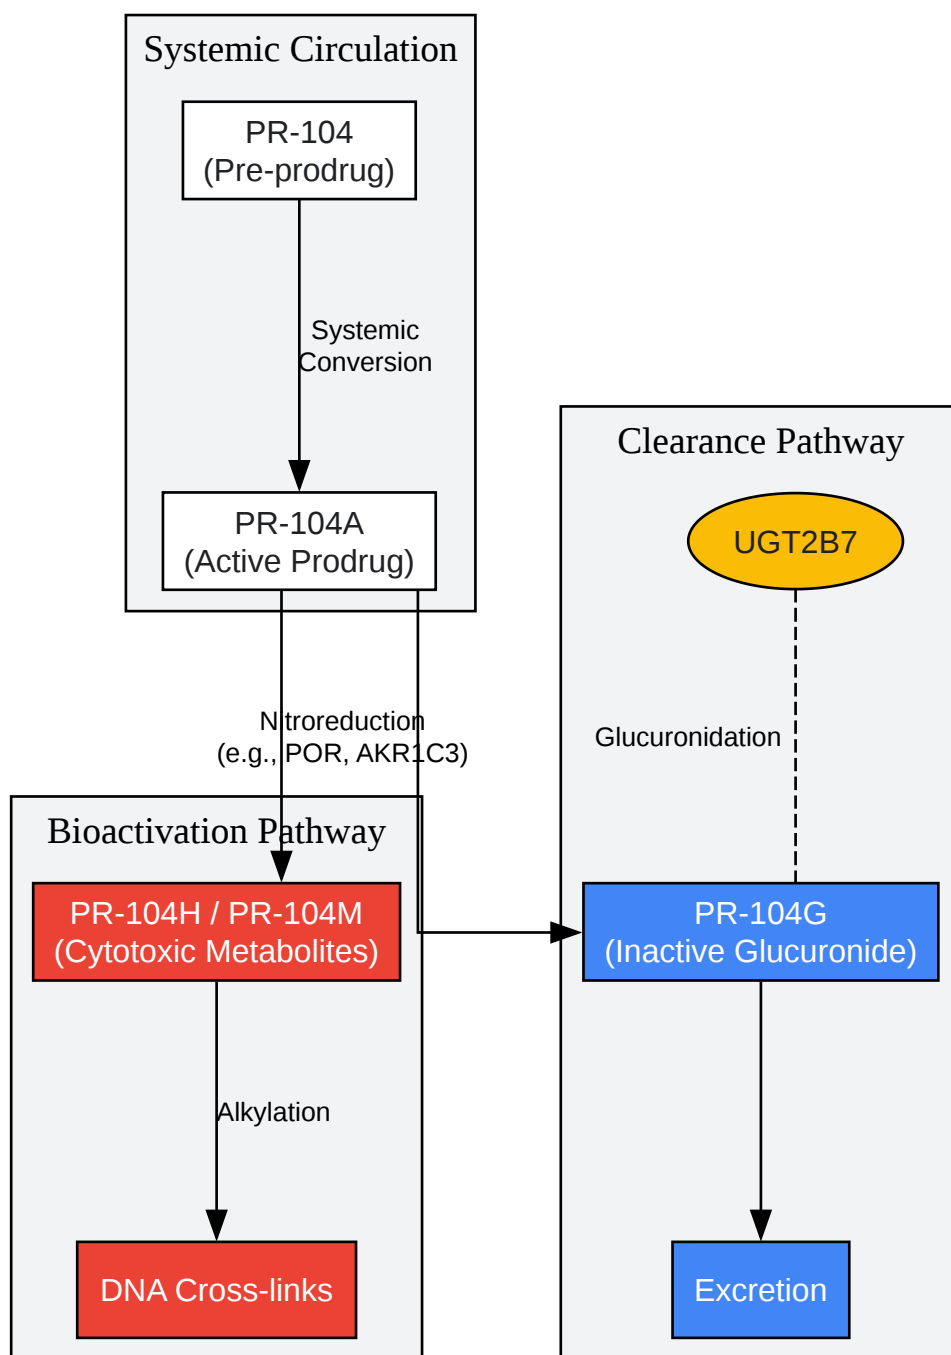 Systemic Circulation
PR-104
(Pre-prodrug)
Systemic
Conversion
PR-104A
(Active Prodrug)
Clearance Pathway
UGT2B7
Nitroreduction
(e.g., POR, AKR1C3)
Glucuronidation
Bioactivation Pathway
PR-104H / PR-104M
(Cytotoxic Metabolites)
PR-104G
(Inactive Glucuronide)
Alkylation
DNA Cross-links
Excretion